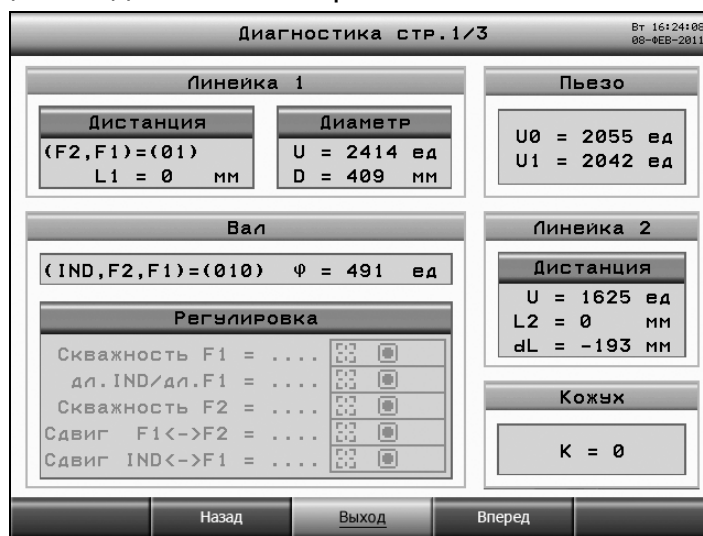 Диагностика стр.1/3
Вт 16:24:08
08-ФЕВ-2011
Линейка 1
Дистанция
(F2,F1)=(01)
L1 = 0 мм
Диаметр
U = 2414 ед
D = 409 мм
Пьезо
U0 = 2055 ед
U1 = 2042 ед
Вал
(IND,F2,F1)=(010) φ = 491 ед
Регулировка
Скважность F1 = ....
дл.IND/дл.F1 = ....
Скважность F2 = ....
Сдвиг F1<->F2 = ....
Сдвиг IND<->F1 = ....
Линейка 2
Дистанция
U = 1625 ед
L2 = 0 мм
dL = -193 мм
Кожух
K = 0
Назад
Выход
Вперед